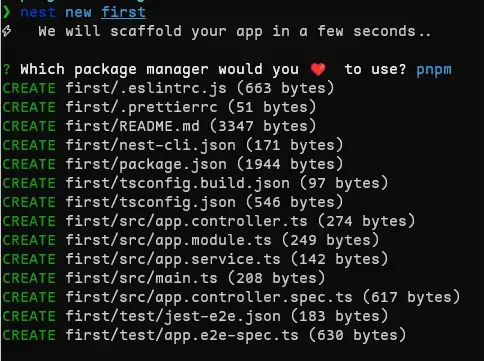 ❯ nest new first
⚡ We will scaffold your app in a few seconds..
? Which package manager would you ❤️ to use? pnpm
CREATE first/.eslintrc.js (663 bytes)
CREATE first/.prettierrc (51 bytes)
CREATE first/README.md (3347 bytes)
CREATE first/nest-cli.json (171 bytes)
CREATE first/package.json (1944 bytes)
CREATE first/tsconfig.build.json (97 bytes)
CREATE first/tsconfig.json (546 bytes)
CREATE first/src/app.controller.ts (274 bytes)
CREATE first/src/app.module.ts (249 bytes)
CREATE first/src/app.service.ts (142 bytes)
CREATE first/src/main.ts (208 bytes)
CREATE first/src/app.controller.spec.ts (617 bytes)
CREATE first/test/jest-e2e.json (183 bytes)
CREATE first/test/app.e2e-spec.ts (630 bytes)